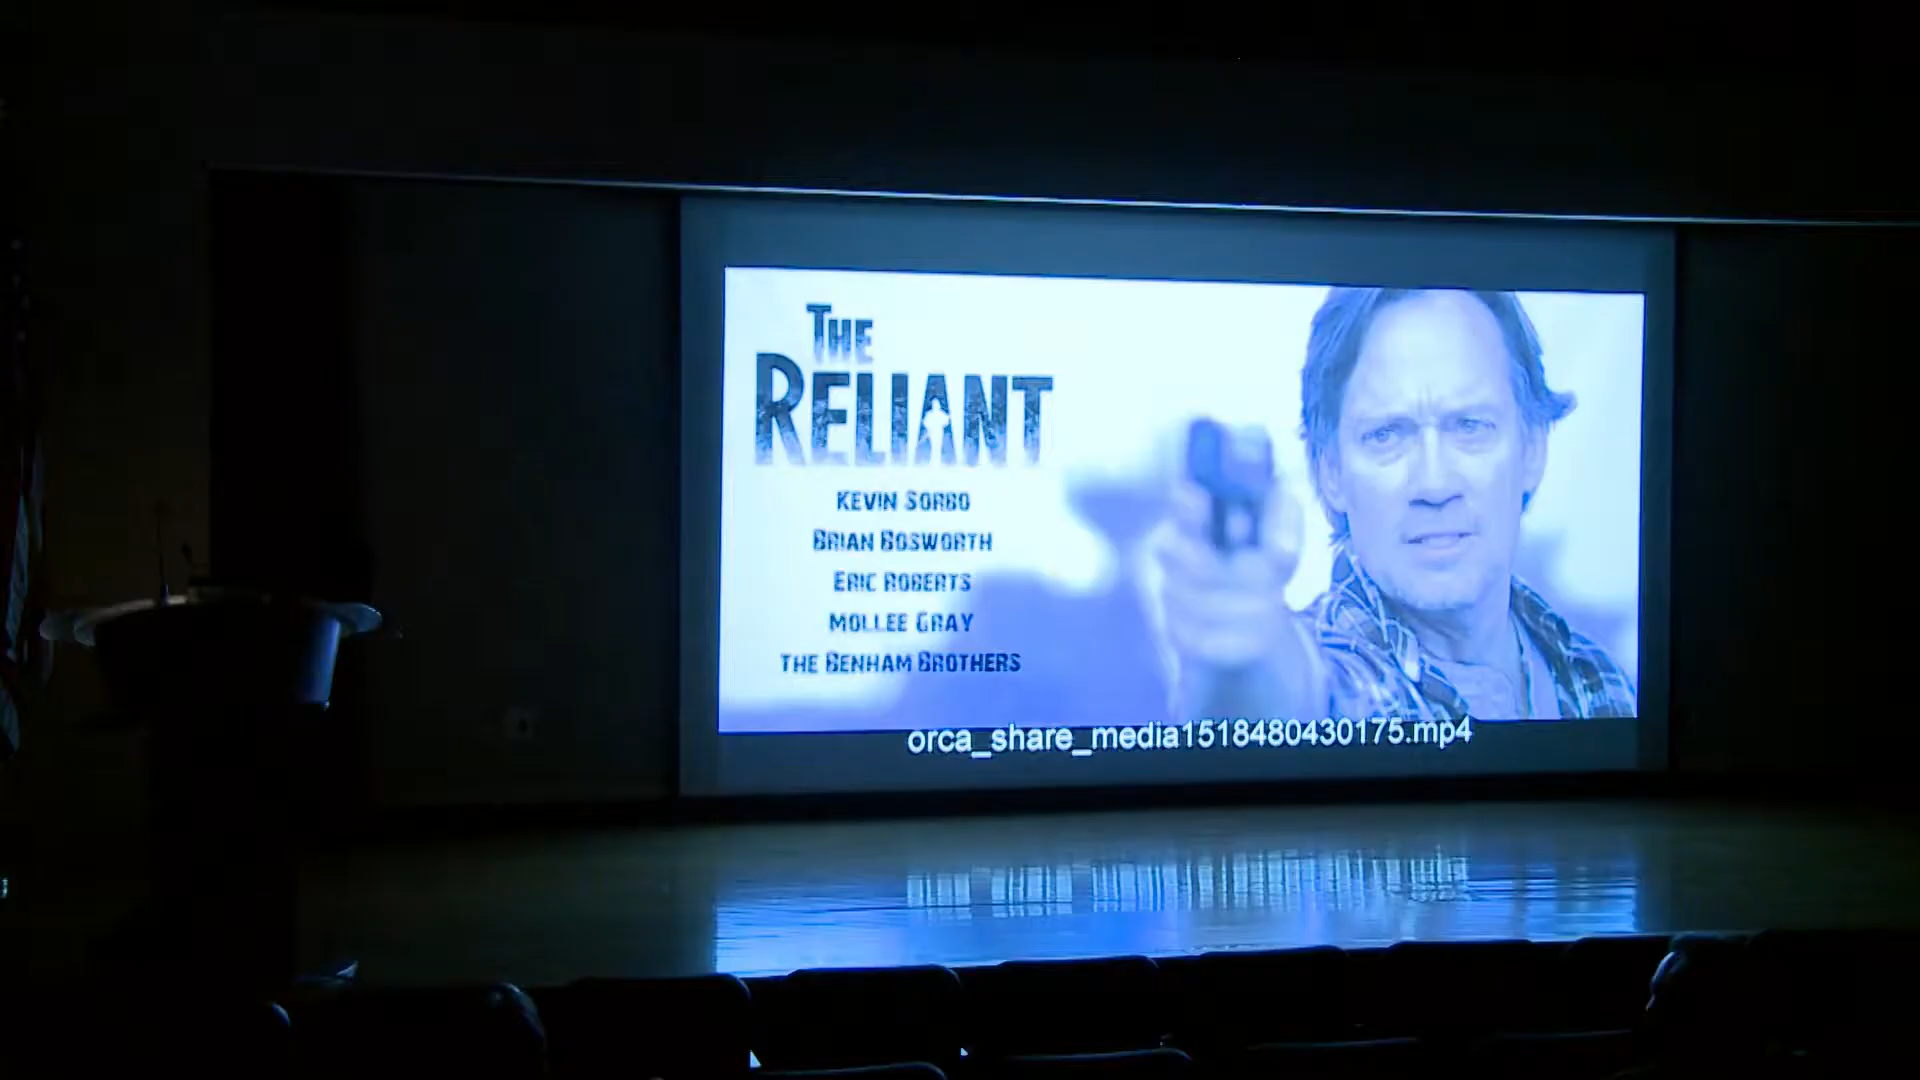 THE
RELIANT
KEVIN SORBO
BRIAN BOSWORTH
ERIC ROBERTS
MOLLEE GRAY
THE BENHAM BROTHERS
orca_share_media1518480430175.mp4